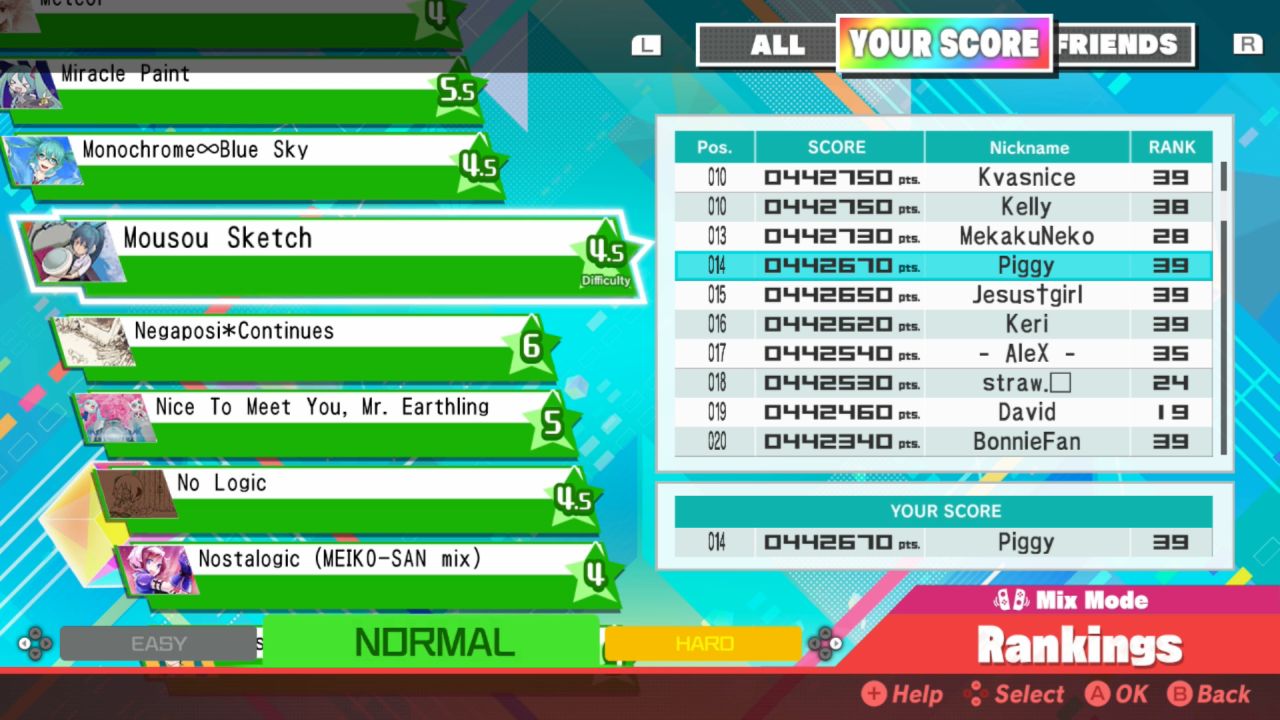 Meteor
4
Miracle Paint
5.5
Monochrome∞Blue Sky
4.5
Mousou Sketch
4.5
Difficulty
Negaposi*Continues
6
Nice To Meet You, Mr. Earthling
5
No Logic
4.5
Nostalogic (MEIKO-SAN mix)
4
EASY
NORMAL
HARD
L
ALL
YOUR SCORE
FRIENDS
R
Pos. SCORE Nickname RANK
010 0442750 pts. Kvasnice 39
010 0442750 pts. Kelly 38
013 0442730 pts. MekakuNeko 28
014 0442670 pts. Piggy 39
015 0442650 pts. Jesus†girl 39
016 0442620 pts. Keri 39
017 0442540 pts. - AleX - 35
018 0442530 pts. straw.□ 24
019 0442460 pts. David 19
020 0442340 pts. BonnieFan 39
YOUR SCORE
014 0442670 pts. Piggy 39
Mix Mode
Rankings
+ Help Select A OK B Back